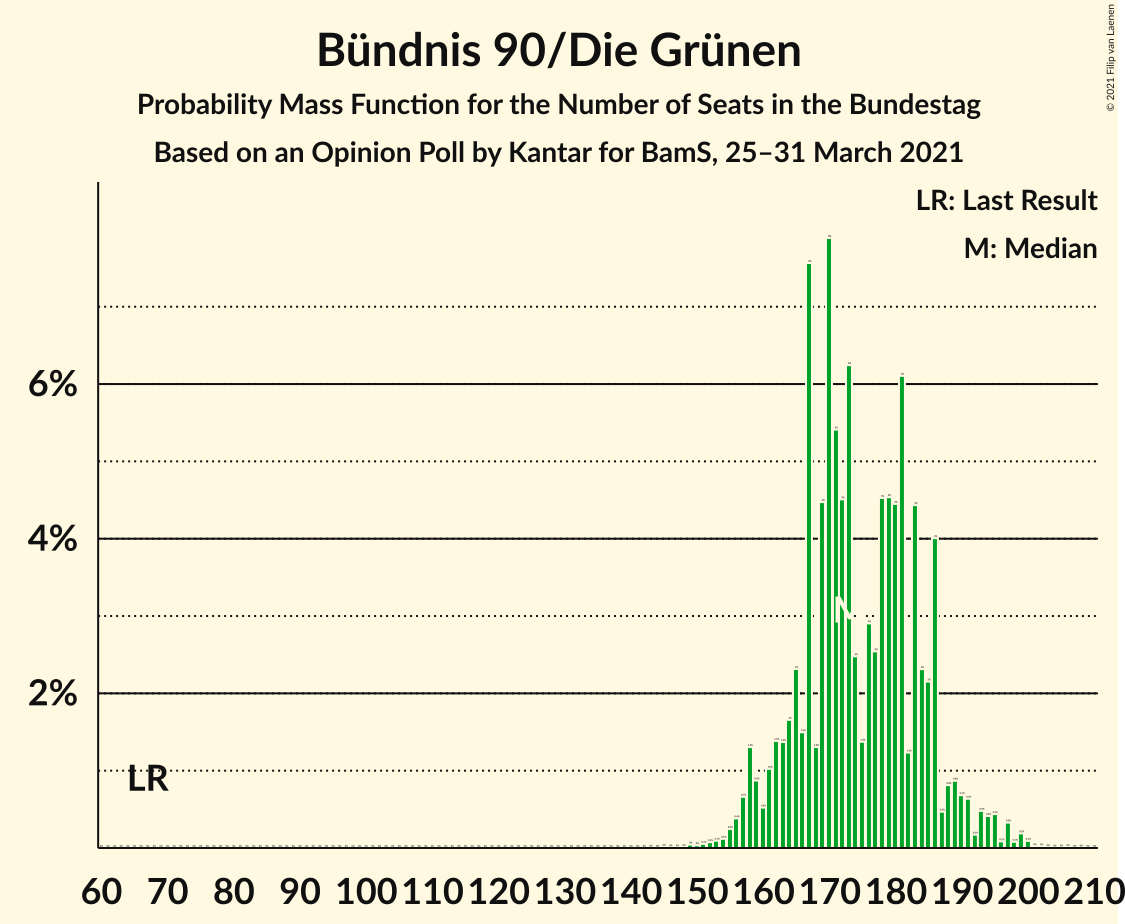 Bündnis 90/Die Grünen
Probability Mass Function for the Number of Seats in the Bundestag
Based on an Opinion Poll by Kantar for BamS, 25–31 March 2021
© 2021 Filip van Laenen
LR: Last Result
M: Median
6%
4%
2%
LR
M
60 70 80 90 100 110 120 130 140 150 160 170 180 190 200 210